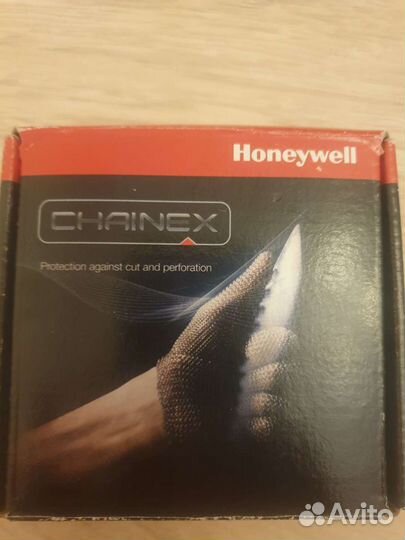 Honeywell
CHAINEX
Protection against cut and perforation
Avito